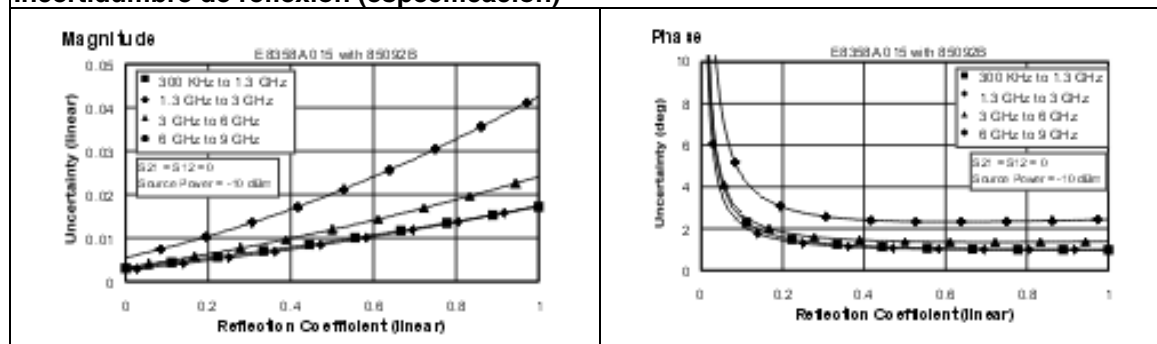 Incertidumbre de reflexión (especificación)
Magnitude
E8358A 015 with 85092B
0.05
0.04
0.03
0.02
0.01
0
Uncertainty (linear)
300 KHz to 1.3 GHz
1.3 GHz to 3 GHz
3 GHz to 6 GHz
6 GHz to 9 GHz
S21 = S12 = 0
Source Power = -10 dBm
0 0.2 0.4 0.6 0.8 1
Reflection Coefficient (linear)
Phase
E8358A 015 with 85092B
10
8
6
4
2
0
Uncertainty (deg)
300 KHz to 1.3 GHz
1.3 GHz to 3 GHz
3 GHz to 6 GHz
6 GHz to 9 GHz
S21 = S12 = 0
Source Power = -10 dBm
0 0.2 0.4 0.6 0.8 1
Reflection Coefficient (linear)